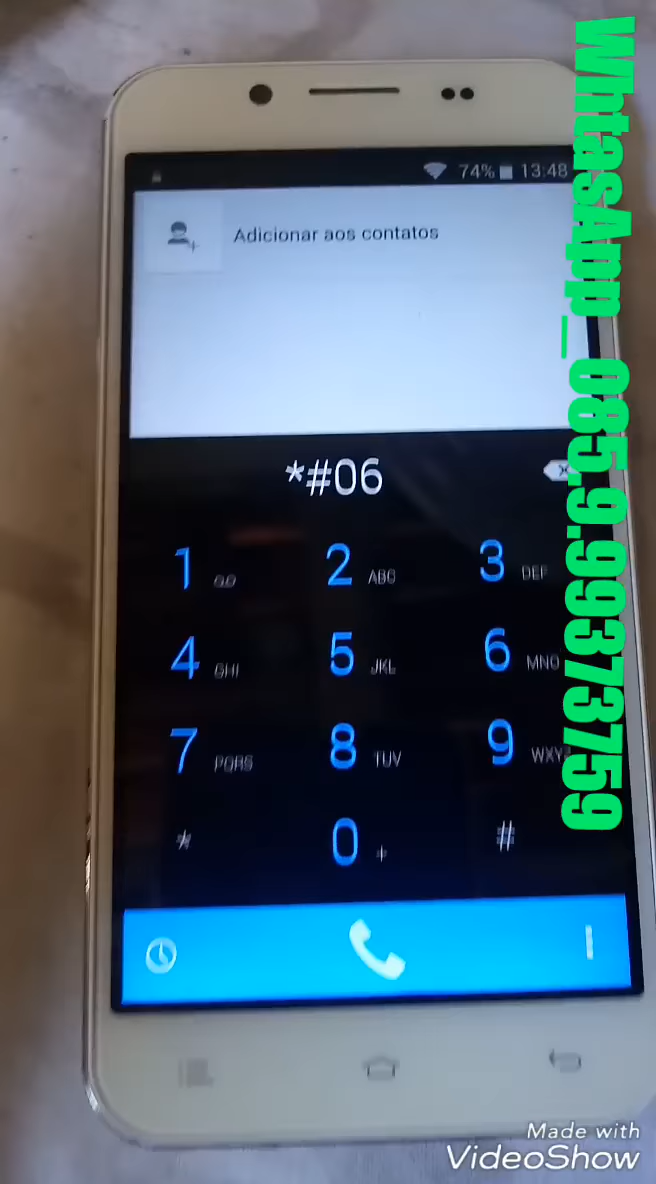 74% 13:48
Adicionar aos contatos
*#06
1
2 ABC
3 DEF
4 GHI
5 JKL
6 MNO
7 PQRS
8 TUV
9 WXYZ
*
0 +
#
WhtasApp_085.9.99373759
Made with
VideoShow